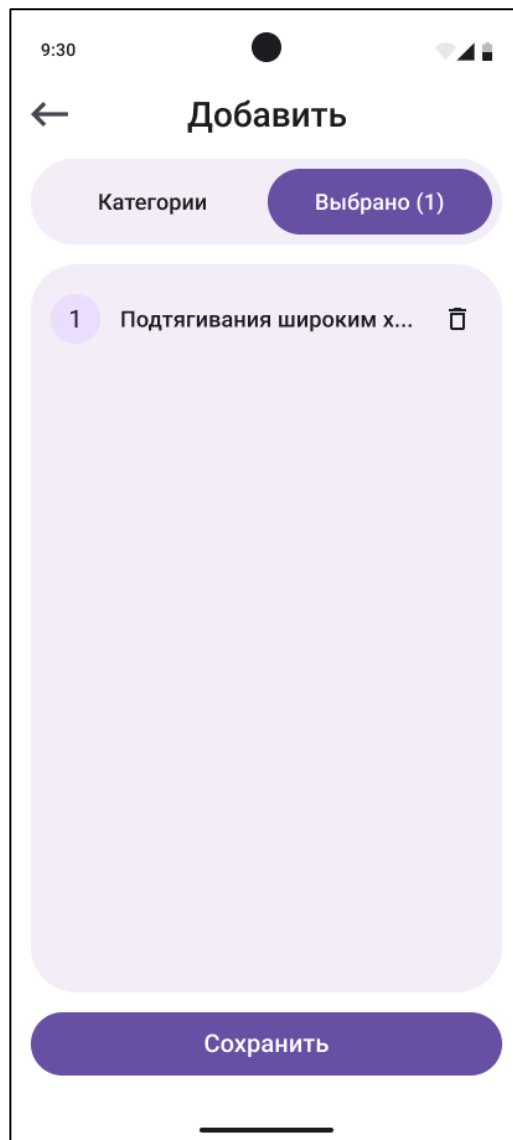 9:30
Добавить
Категории
Выбрано (1)
1 Подтягивания широким х...
Сохранить